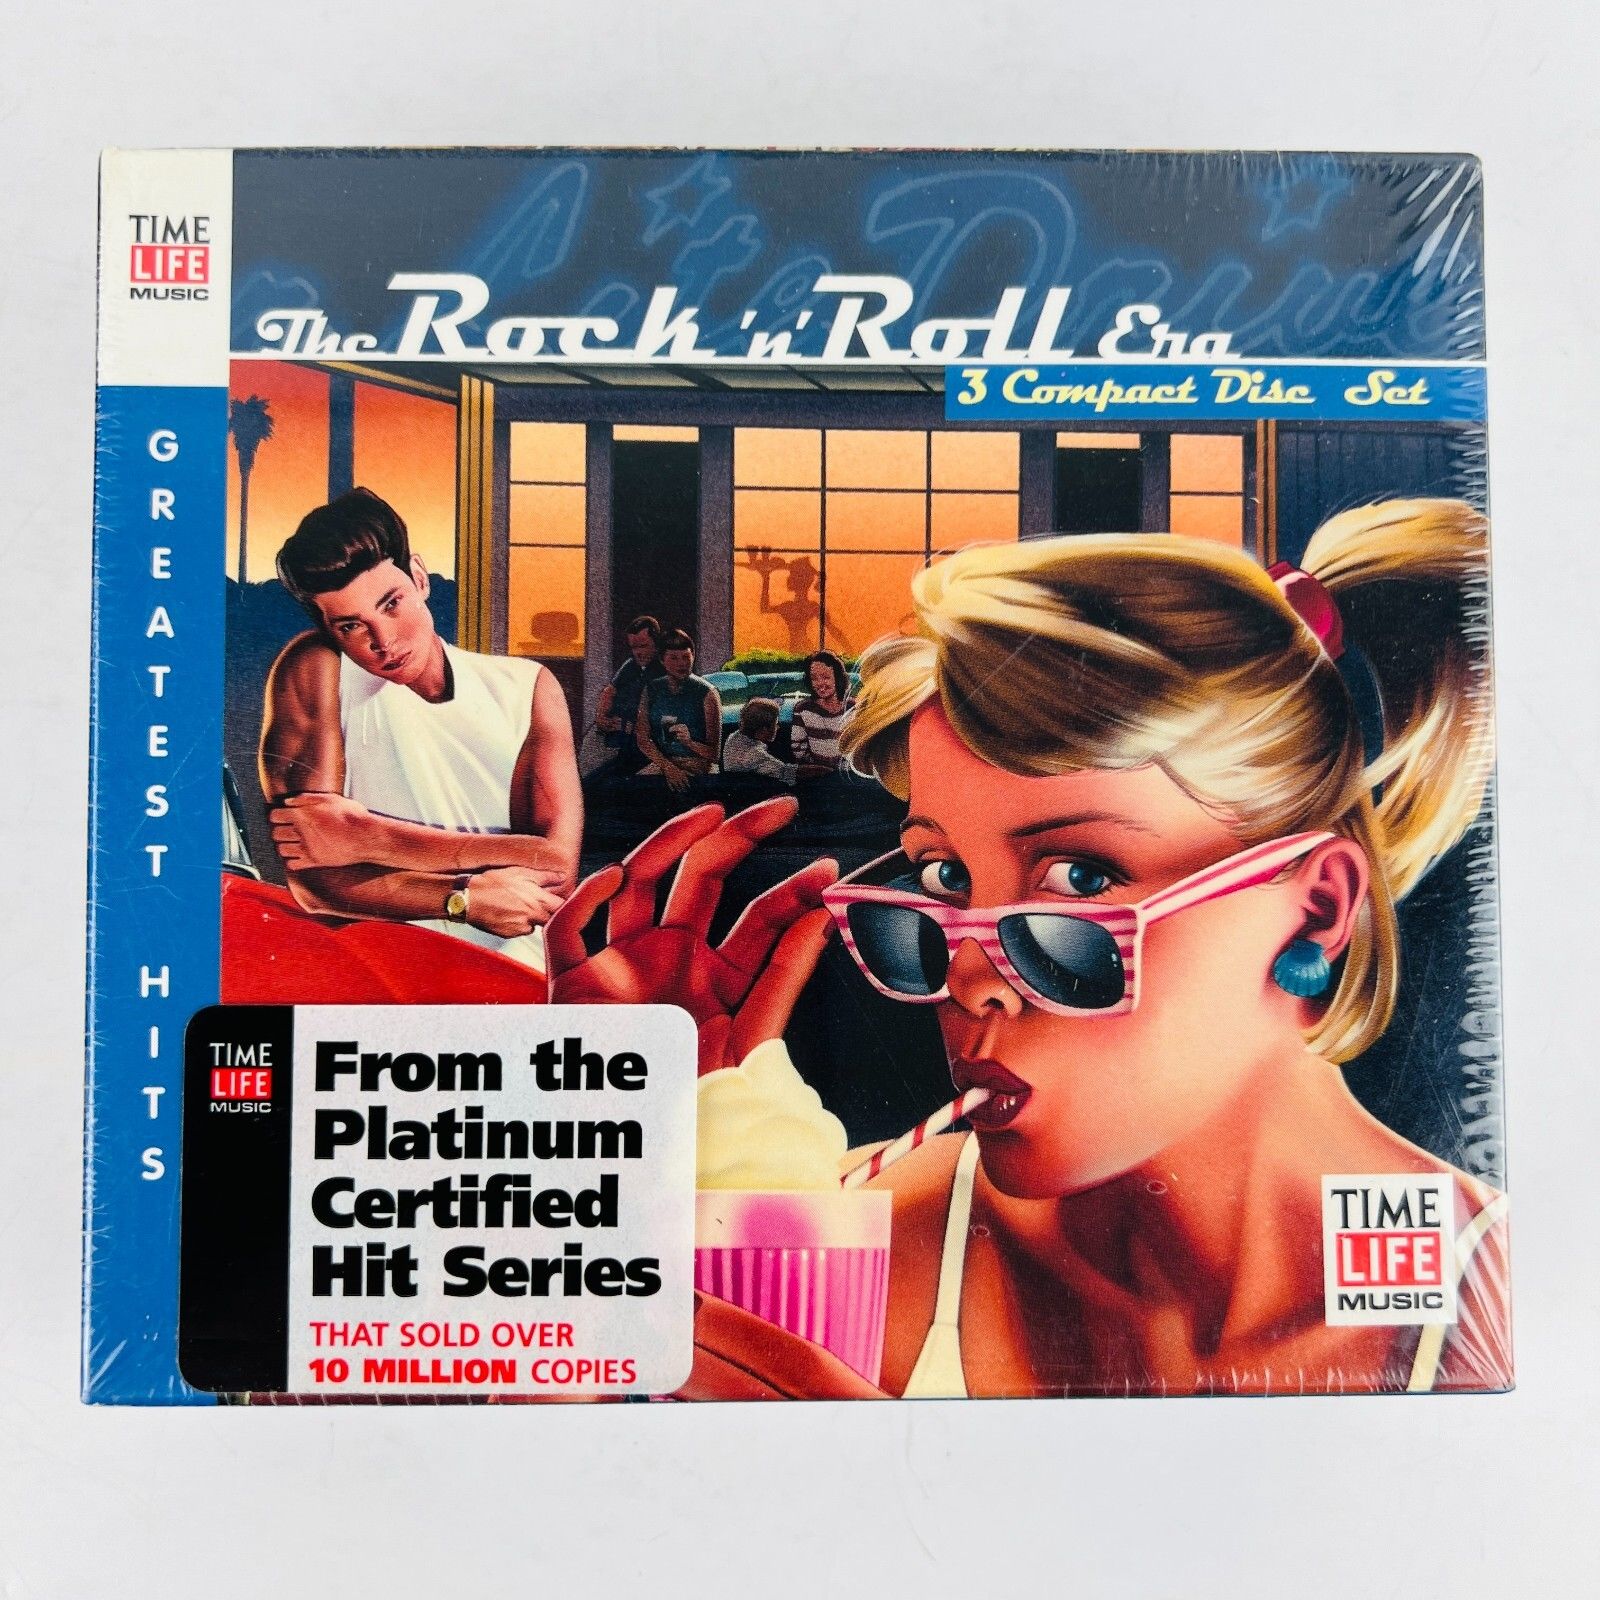 TIME
LIFE
MUSIC
The Rock 'n' Roll Era
3 Compact Disc Set
GREATEST HITS
TIME
LIFE
MUSIC
From the
Platinum
Certified
Hit Series
THAT SOLD OVER
10 MILLION COPIES
TIME
LIFE
MUSIC